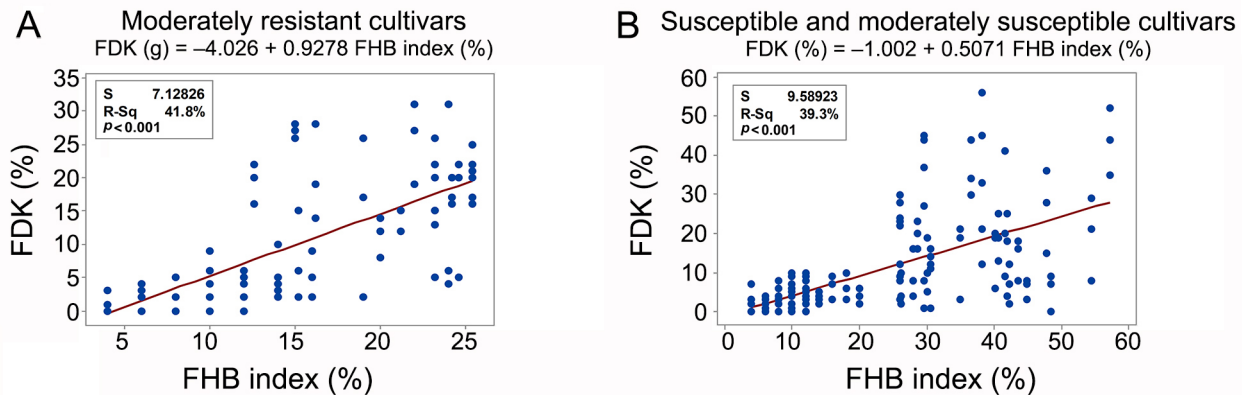 A
Moderately resistant cultivars
FDK (g) = –4.026 + 0.9278 FHB index (%)
S 7.12826
R-Sq 41.8%
p<0.001
35
30
25
20
15
10
5
0
FDK (%)
5 10 15 20 25
FHB index (%)
B
Susceptible and moderately susceptible cultivars
FDK (%) = –1.002 + 0.5071 FHB index (%)
S 9.58923
R-Sq 39.3%
p<0.001
60
50
40
30
20
10
0
FDK (%)
0 10 20 30 40 50 60
FHB index (%)